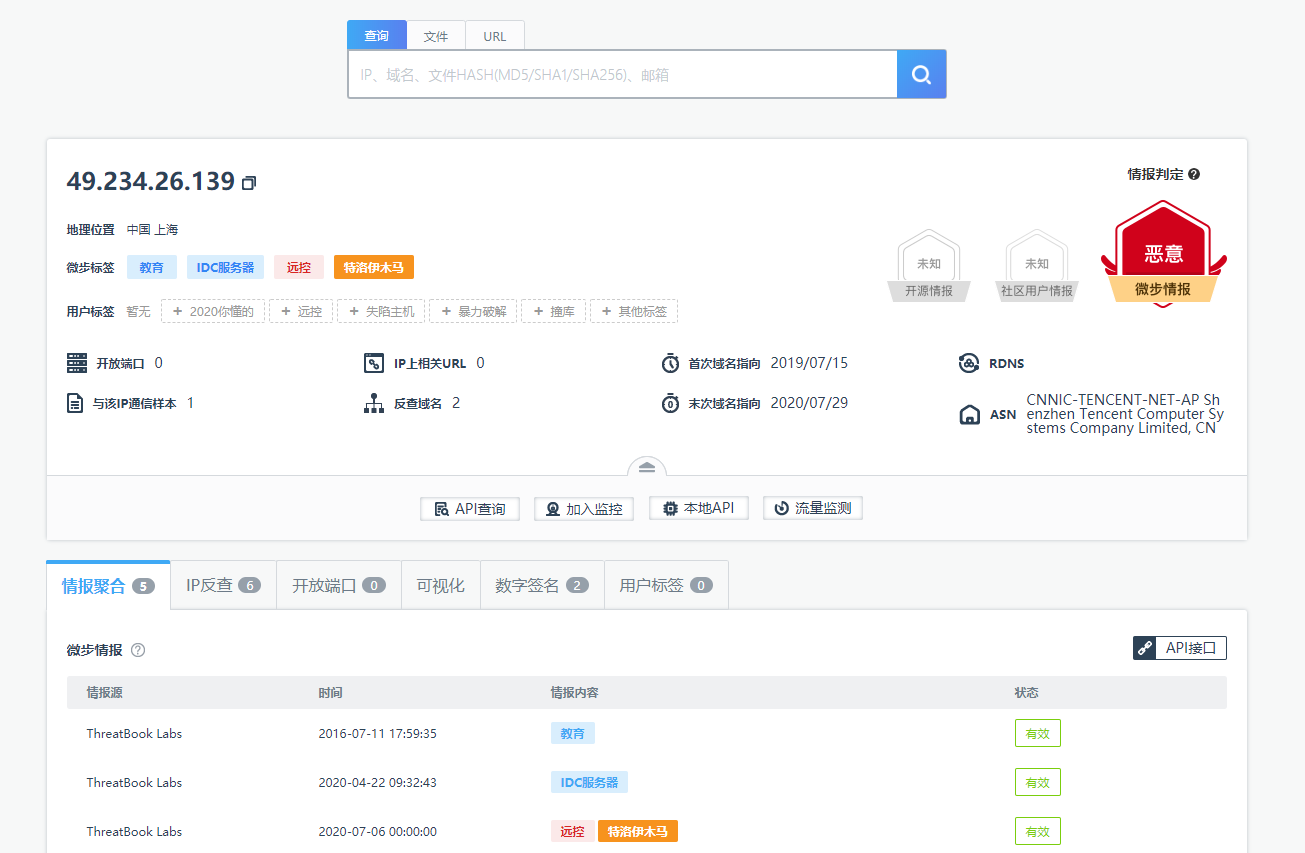 查询 文件 URL
IP、域名、文件HASH(MD5/SHA1/SHA256)、邮箱
49.234.26.139
情报判定
地理位置 中国 上海
微步标签 教育 IDC服务器 远控 特洛伊木马
未知 开源情报
未知 社区用户情报
恶意 微步情报
用户标签 暂无 + 2020你懂的 + 远控 + 失陷主机 + 暴力破解 + 撞库 + 其他标签
开放端口 0 IP上相关URL 0 首次域名指向 2019/07/15 RDNS
与该IP通信样本 1 反查域名 2 末次域名指向 2020/07/29 ASN
CNNIC-TENCENT-NET-AP Sh
enzhen Tencent Computer Sy
stems Company Limited, CN
API查询 加入监控 本地API 流量监测
情报聚合 5 IP反查 6 开放端口 0 可视化 数字签名 2 用户标签 0
微步情报 ? API接口
情报源 时间 情报内容 状态
ThreatBook Labs 2016-07-11 17:59:35 教育 有效
ThreatBook Labs 2020-04-22 09:32:43 IDC服务器 有效
ThreatBook Labs 2020-07-06 00:00:00 远控 特洛伊木马 有效